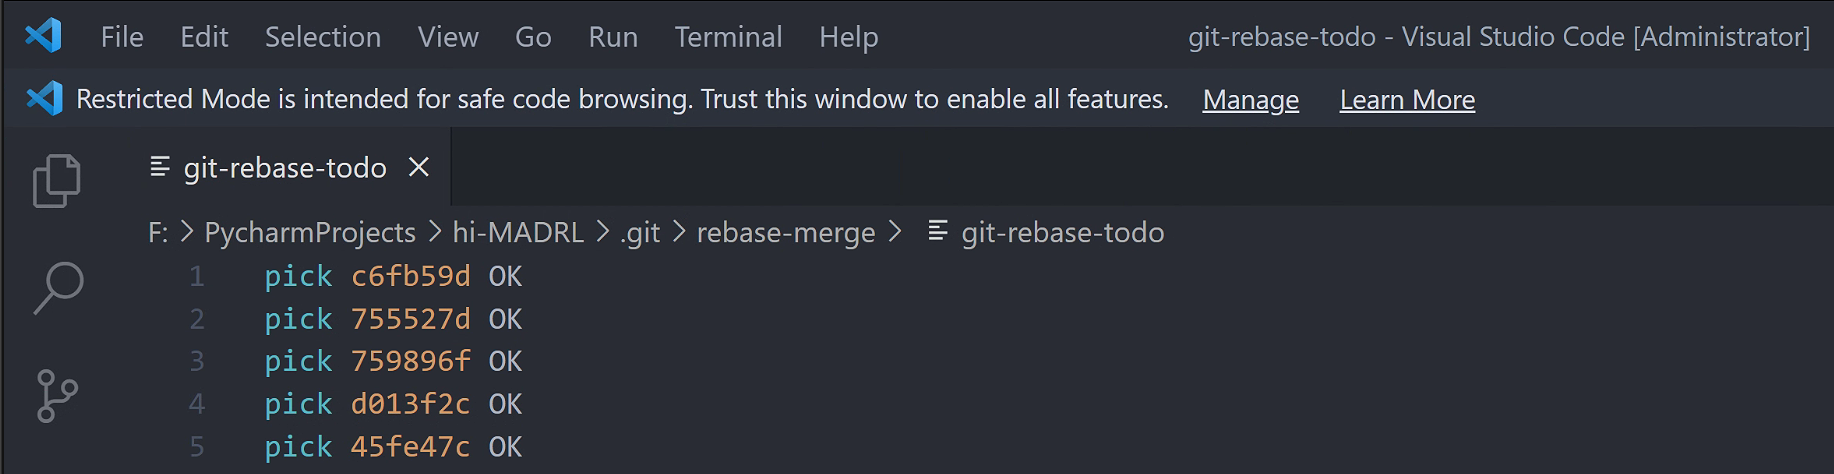 File Edit Selection View Go Run Terminal Help git-rebase-todo - Visual Studio Code [Administrator]
Restricted Mode is intended for safe code browsing. Trust this window to enable all features. Manage Learn More
git-rebase-todo
F: > PycharmProjects > hi-MADRL > .git > rebase-merge > git-rebase-todo
1 pick c6fb59d OK
2 pick 755527d OK
3 pick 759896f OK
4 pick d013f2c OK
5 pick 45fe47c OK